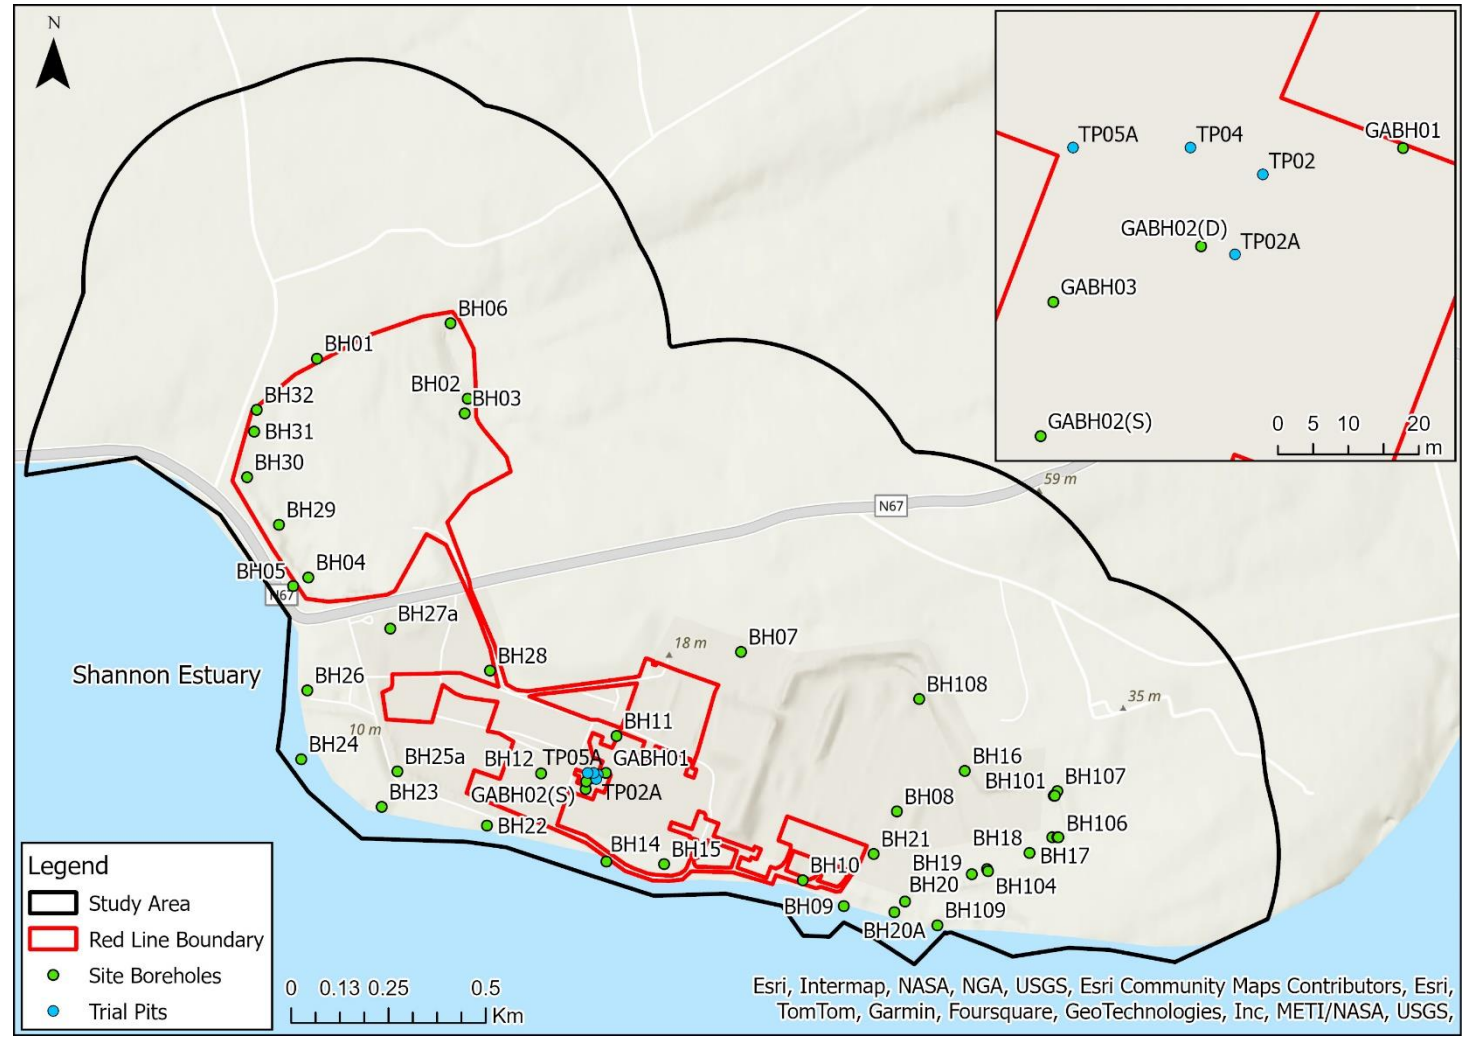 N
TP05A
TP04
GABH01
TP02
GABH02(D)
TP02A
GABH03
GABH02(S)
0 5 10 20
m
BH06
BH01
BH02
BH03
BH32
BH31
BH30
BH29
BH04
BH05
N67
N67
59 m
BH27a
BH28
18 m
BH07
Shannon Estuary
BH26
BH108
35 m
10 m
BH11
BH24
BH25a
BH12
TP05A
GABH01
BH16
BH101
BH107
GABH02(S)
TP02A
BH23
BH22
BH08
BH18
BH106
BH14
BH15
BH21
BH17
BH10
BH19
BH104
BH20
BH09
BH20A
BH109
Legend
Study Area
Red Line Boundary
Site Boreholes
Trial Pits
0 0.13 0.25 0.5
Km
Esri, Intermap, NASA, NGA, USGS, Esri Community Maps Contributors, Esri,
TomTom, Garmin, Foursquare, GeoTechnologies, Inc, METI/NASA, USGS,